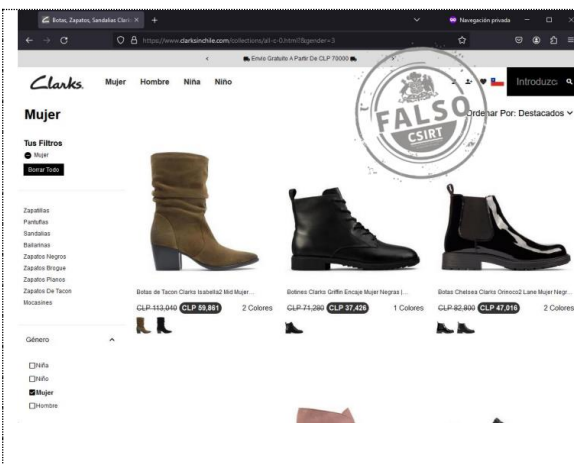 Botas, Zapatos, Sandalias Clark
Navegación privada
https://www.clarksinchile.com/collections/all-c-0.html?Bgender=3
Envio Gratuito A Partir De CLP 70000
Clarks.
Mujer Hombre Niña Niño
Introduzca
Mujer
Ordenar Por: Destacados
FALSO
CSIRT
Tus Filtros
Mujer
Borrar Todo
Zapatillas
Pantuflas
Sandalias
Bailarinas
Zapatos Negros
Zapatos Brogue
Zapatos Planos
Zapatos De Tacon
Mocasines
Botas de Tacon Clarks Isabella2 Mid Mujer...
CLP 113,040 CLP 59,861 2 Colores
Botines Clarks Griffin Encaje Mujer Negras |...
CLP 71,280 CLP 37,426 1 Colores
Botas Chelsea Clarks Orinoco2 Lane Mujer Negr...
CLP 82,800 CLP 47,016 2 Colores
Género
Niña
Niño
Mujer
Hombre